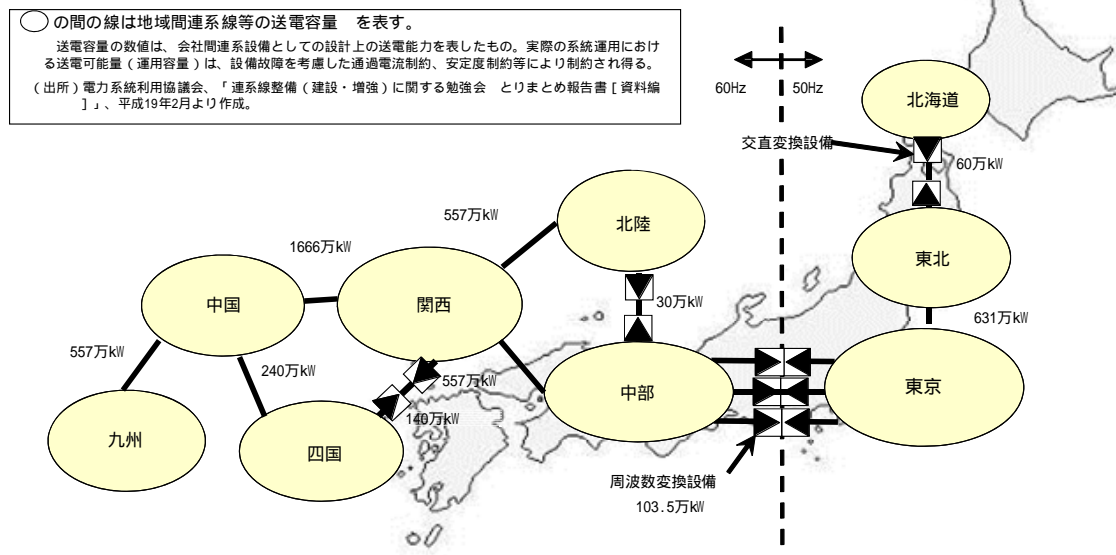 の間の線は地域間連系線等の送電容量　を表す。
送電容量の数値は、会社間連系設備としての設計上の送電能力を表したもの。実際の系統運用におけ
る送電可能量（運用容量）は、設備故障を考慮した通過電流制約、安定度制約等により制約され得る。
（出所）電力系統利用協議会、「連系線整備（建設・増強）に関する勉強会　とりまとめ報告書［資料編
］」、平成19年2月より作成。
60Hz
50Hz
北海道
交直変換設備
60万kW
北陸
557万kW
東北
1666万kW
中国
関西
30万kW
631万kW
557万kW
240万kW
557万kW
中部
東京
140万kW
九州
四国
周波数変換設備
103.5万kW